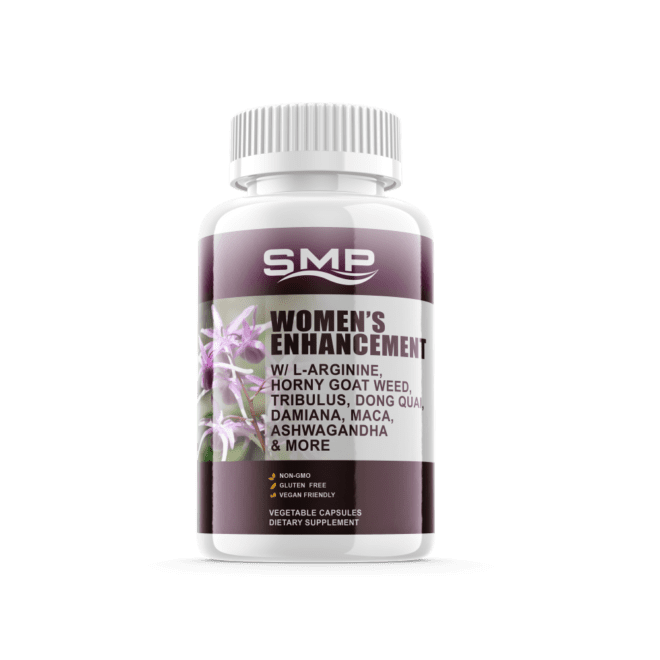 SMP
WOMEN'S
ENHANCEMENT
W/ L-ARGININE,
HORNY GOAT WEED,
TRIBULUS, DONG QUAI,
DAMIANA, MACA,
ASHWAGANDHA
& MORE
NON-GMO
GLUTEN FREE
VEGAN FRIENDLY
VEGETABLE CAPSULES
DIETARY SUPPLEMENT